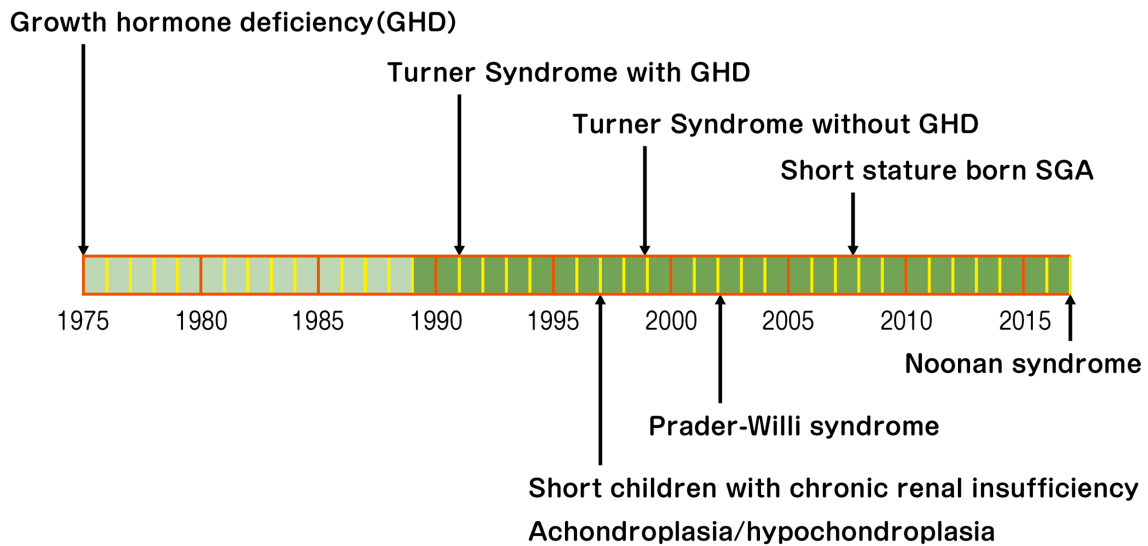 Growth hormone deficiency(GHD)
Turner Syndrome with GHD
Turner Syndrome without GHD
Short stature born SGA
1975 1980 1985 1990 1995 2000 2005 2010 2015
Noonan syndrome
Prader-Willi syndrome
Short children with chronic renal insufficiency
Achondroplasia/hypochondroplasia